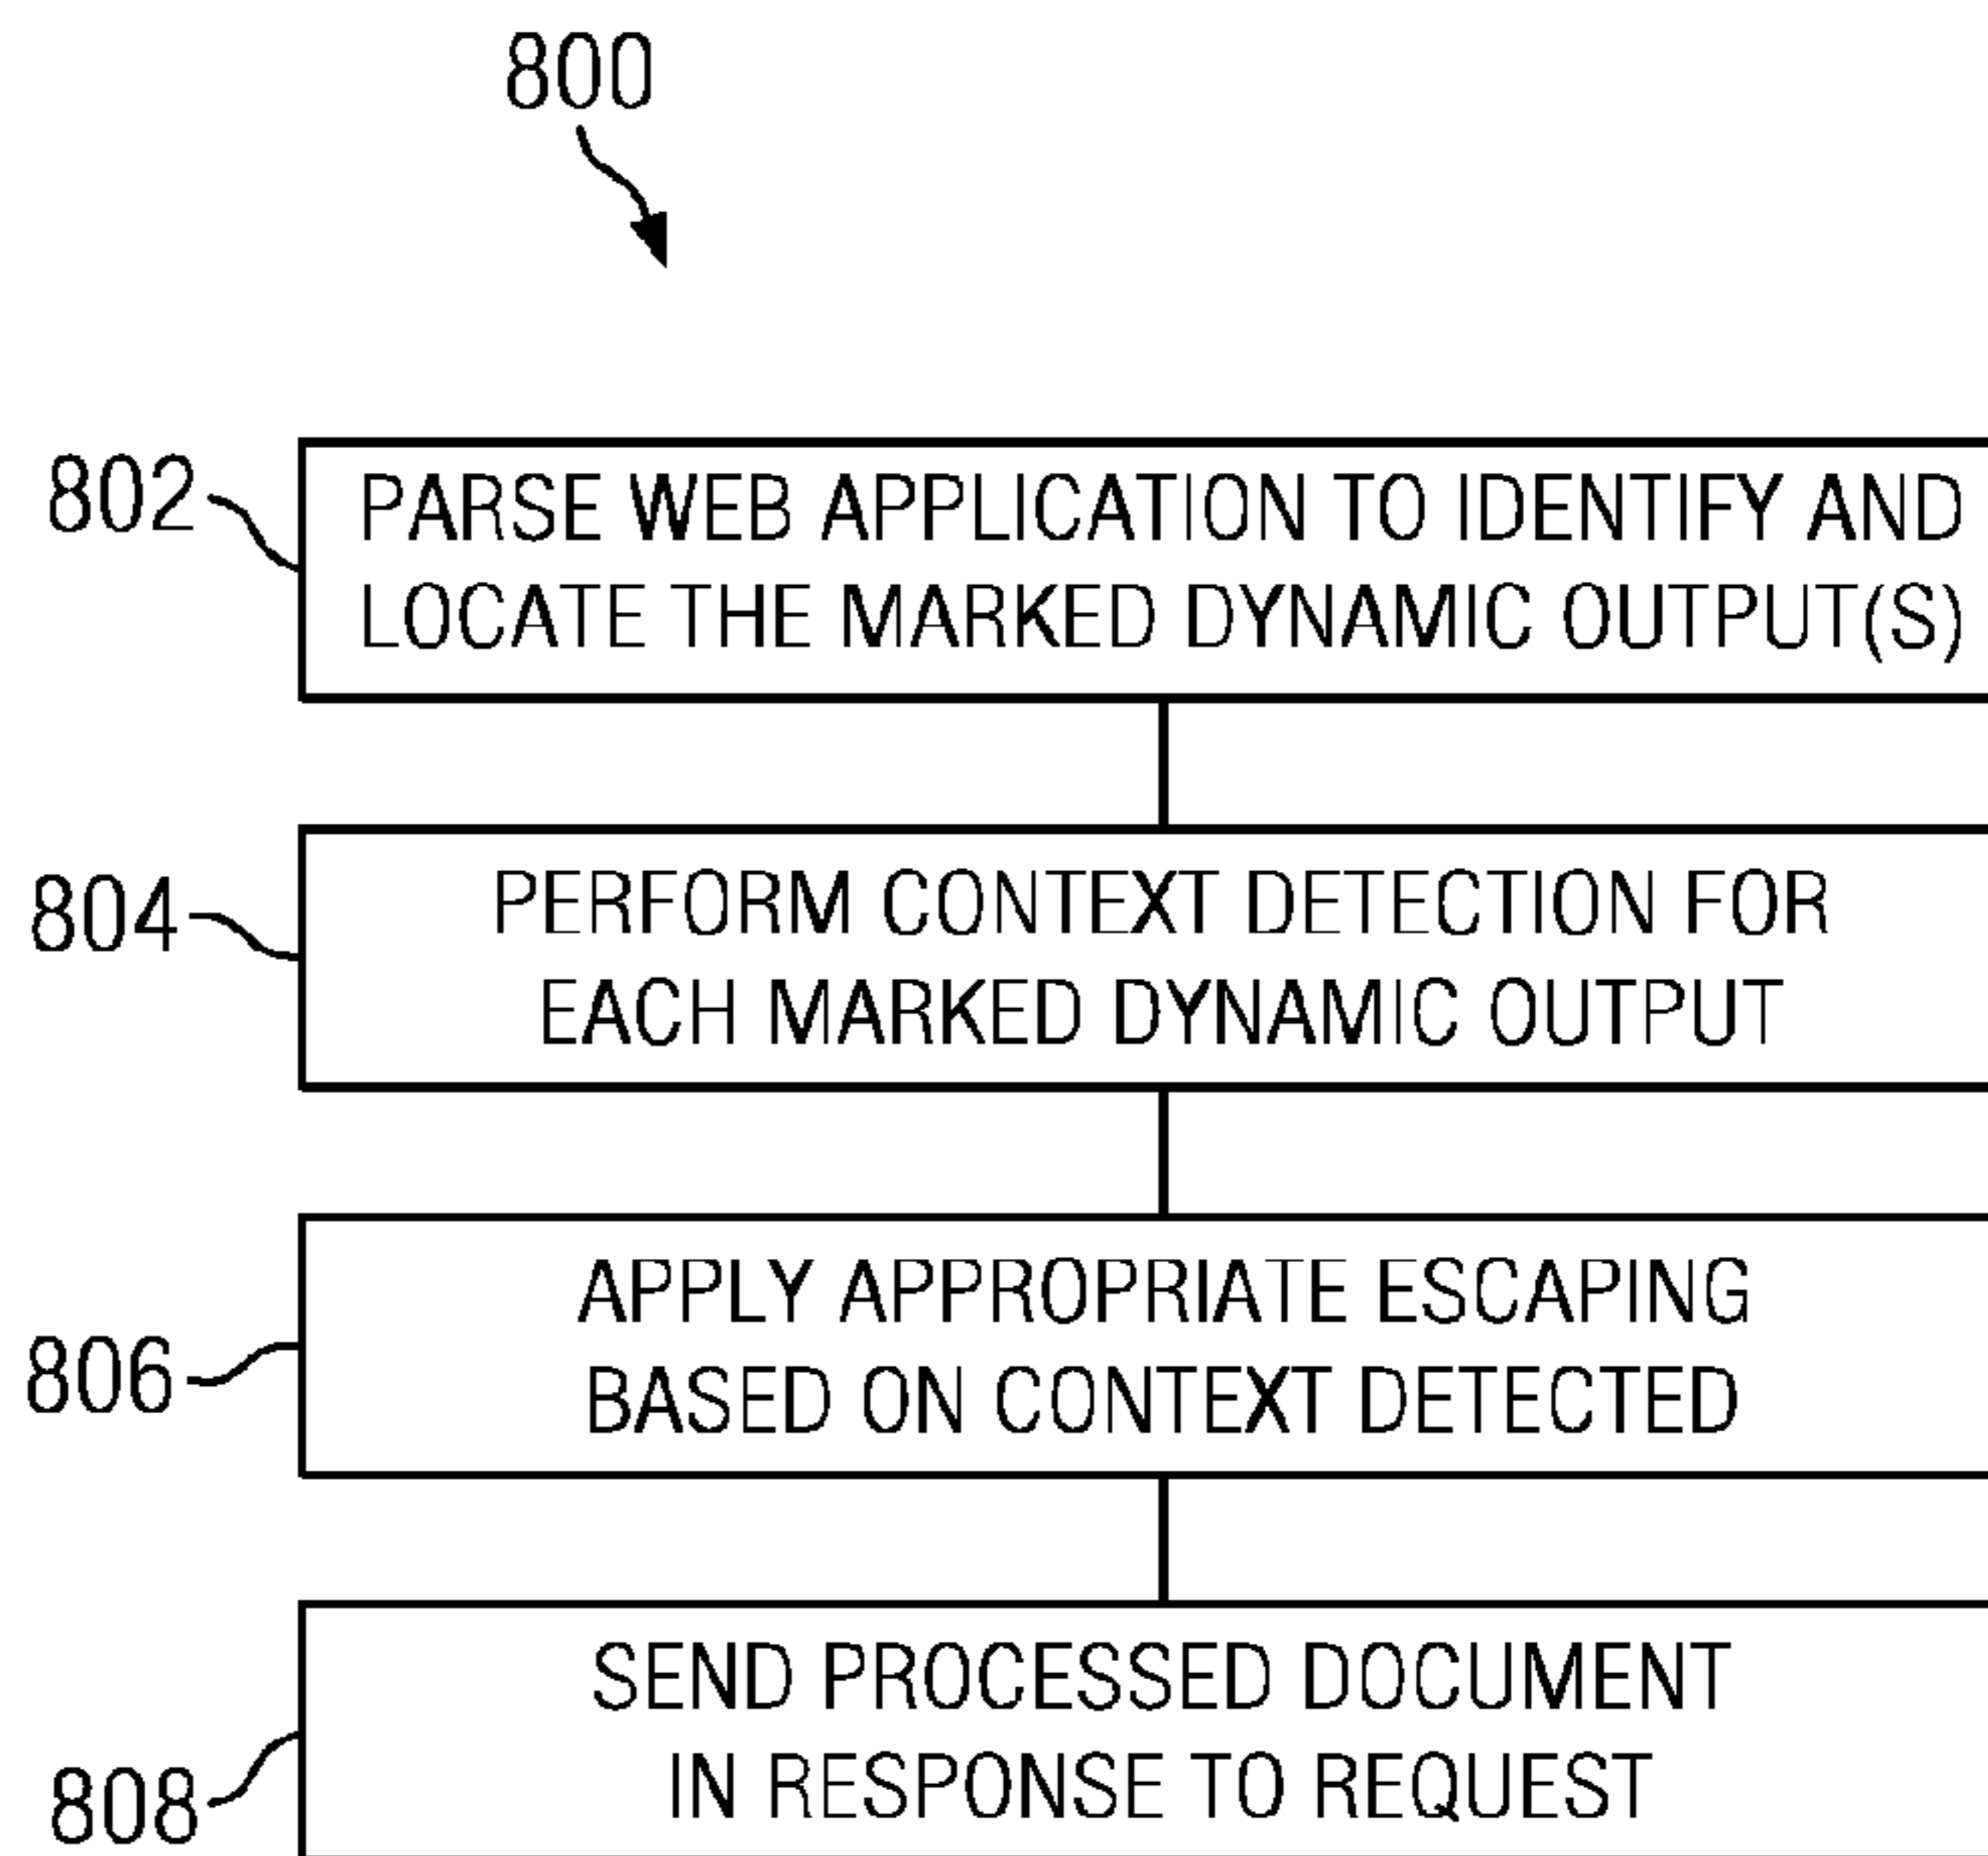 800
802
PARSE WEB APPLICATION TO IDENTIFY AND
LOCATE THE MARKED DYNAMIC OUTPUT(S)
804
PERFORM CONTEXT DETECTION FOR
EACH MARKED DYNAMIC OUTPUT
806
APPLY APPROPRIATE ESCAPING
BASED ON CONTEXT DETECTED
808
SEND PROCESSED DOCUMENT
IN RESPONSE TO REQUEST